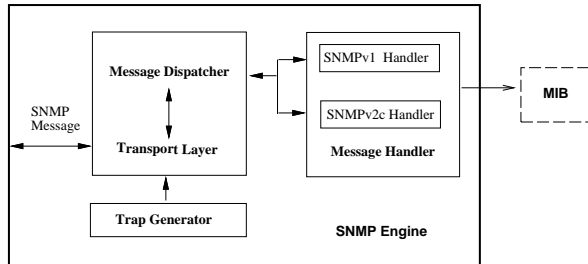 SNMP
Message
Message Dispatcher
Transport Layer
Trap Generator
SNMPv1 Handler
SNMPv2c Handler
Message Handler
SNMP Engine
MIB